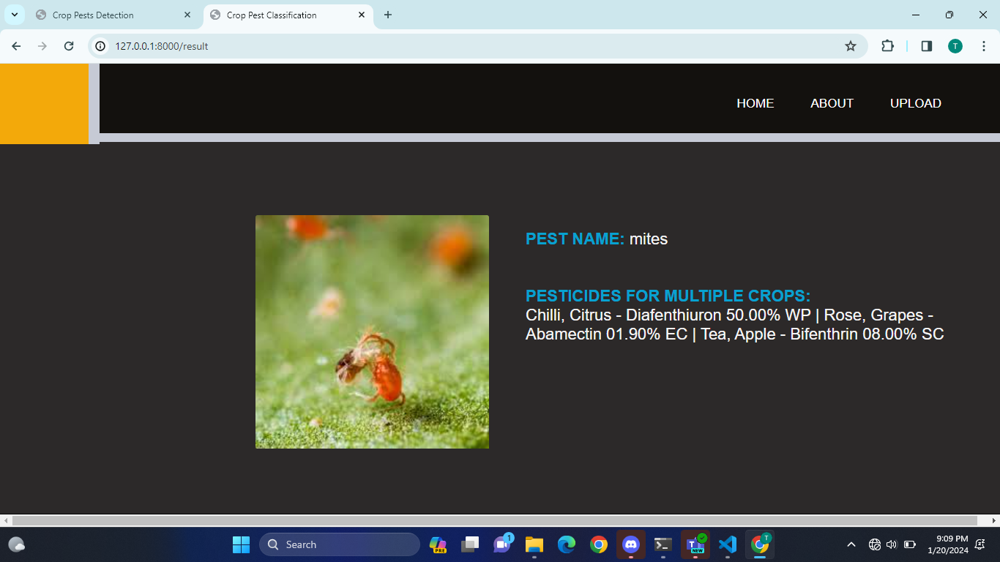 Crop Pests Detection
Crop Pest Classification
127.0.0.1:8000/result
T
HOME
ABOUT
UPLOAD
PEST NAME: mites
PESTICIDES FOR MULTIPLE CROPS:
Chilli, Citrus - Diafenthiuron 50.00% WP | Rose, Grapes -
Abamectin 01.90% EC | Tea, Apple - Bifenthrin 08.00% SC
Search
PRE
1
T
NEW
T
9:09 PM
1/20/2024